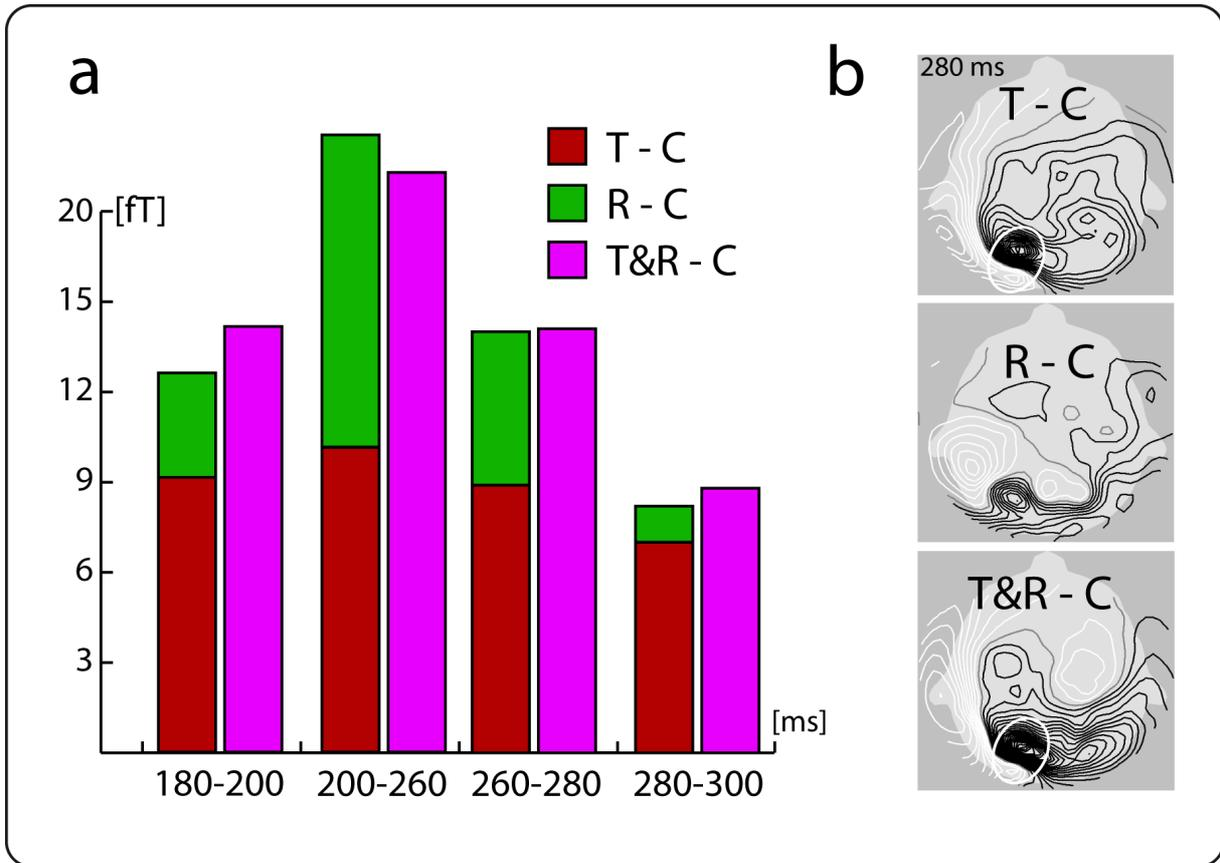 a
b
280 ms
T - C
T - C
R - C
T&R - C
20 [fT]
15
12
9
6
3
[ms]
180-200
200-260
260-280
280-300
R - C
T&R - C